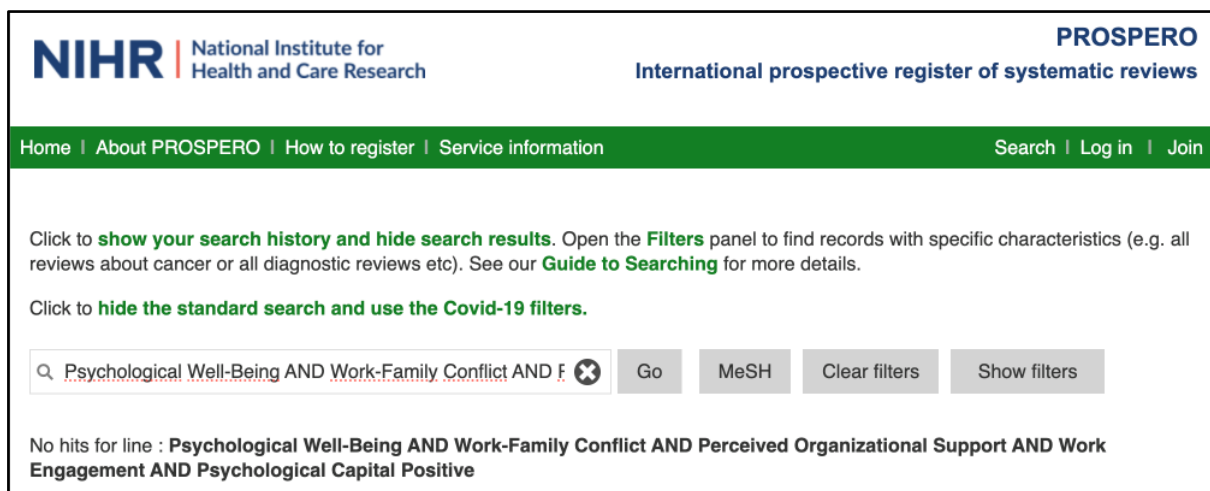 NIHR | National Institute for
Health and Care Research
PROSPERO
International prospective register of systematic reviews
Home | About PROSPERO | How to register | Service information
Search | Log in | Join
Click to show your search history and hide search results. Open the Filters panel to find records with specific characteristics (e.g. all
reviews about cancer or all diagnostic reviews etc). See our Guide to Searching for more details.
Click to hide the standard search and use the Covid-19 filters.
Psychological Well-Being AND Work-Family Conflict AND
Go
MeSH
Clear filters
Show filters
No hits for line : Psychological Well-Being AND Work-Family Conflict AND Perceived Organizational Support AND Work
Engagement AND Psychological Capital Positive